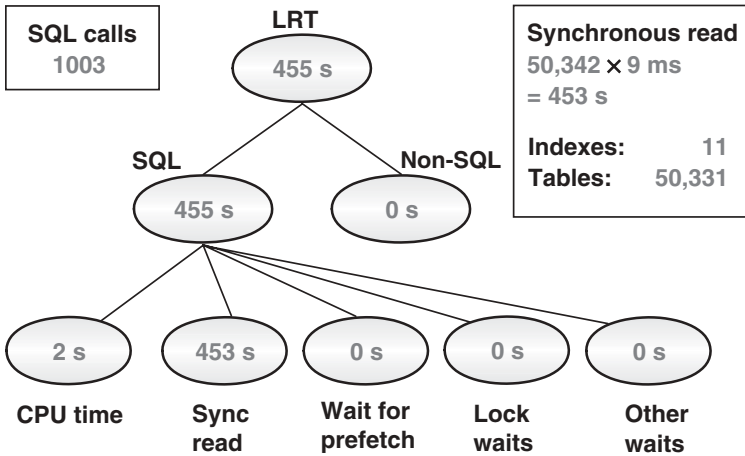 SQL calls
1003
LRT
455 s
Synchronous read
50,342 × 9 ms
= 453 s
Indexes: 11
Tables: 50,331
SQL
455 s
Non-SQL
0 s
2 s
453 s
0 s
0 s
0 s
CPU time
Sync
read
Wait for
prefetch
Lock
waits
Other
waits